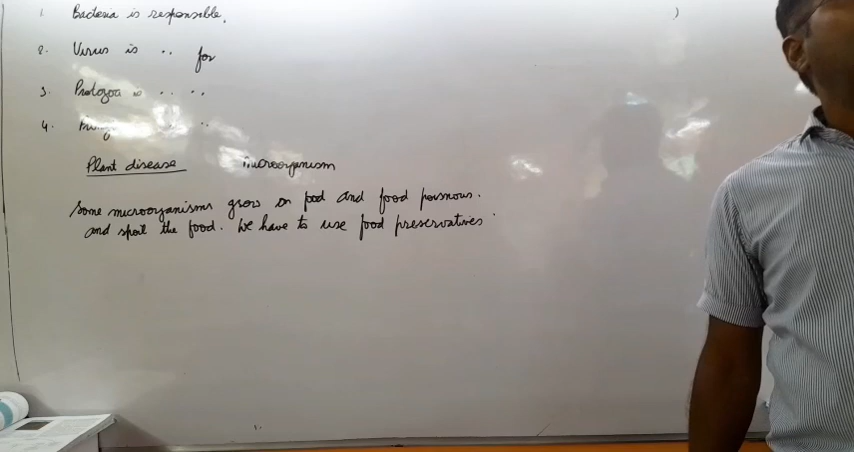 1. Bacteria is responsible.
2. Virus is .. for
3. Protozoa is .. ..
4. ..
Plant disease microorganism
Some microorganisms grow on food and food poisnous.
and spoil the food. We have to use food preservatives